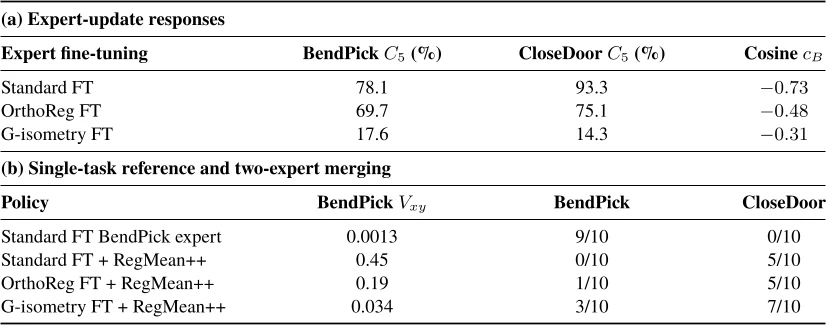 (a) Expert-update responses
Expert fine-tuning BendPick C₅ (%) CloseDoor C₅ (%) Cosine c_B
Standard FT 78.1 93.3 −0.73
OrthoReg FT 69.7 75.1 −0.48
G-isometry FT 17.6 14.3 −0.31
(b) Single-task reference and two-expert merging
Policy BendPick V_xy BendPick CloseDoor
Standard FT BendPick expert 0.0013 9/10 0/10
Standard FT + RegMean++ 0.45 0/10 5/10
OrthoReg FT + RegMean++ 0.19 1/10 5/10
G-isometry FT + RegMean++ 0.034 3/10 7/10